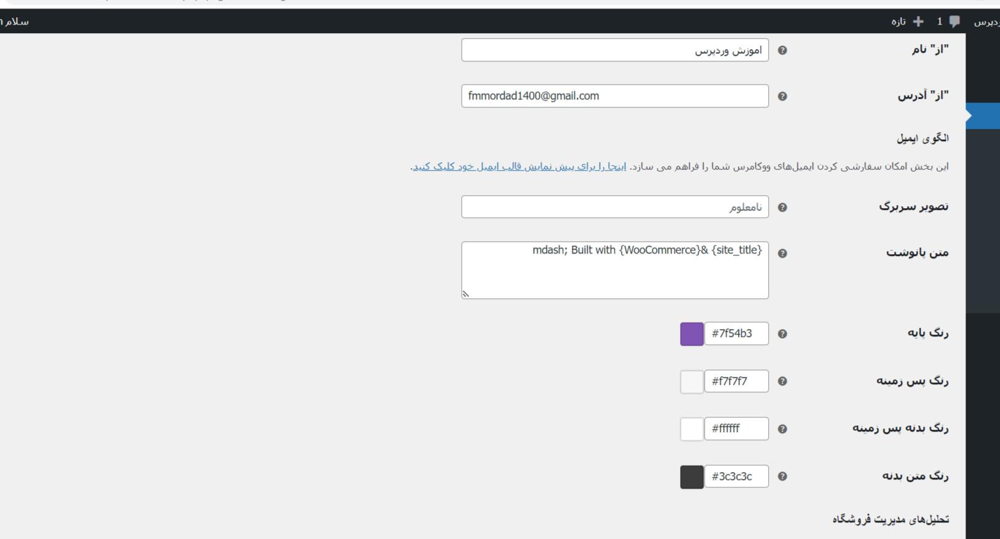 1 تازه
سلام
"از" نام
اموزش وردپرس
"از" آدرس
fmmordad1400@gmail.com
الگوی ایمیل
این بخش امکان سفارشی کردن ایمیل‌های ووکامرس شما را فراهم می سازد. اینجا را برای پیش نمایش قالب ایمیل خود کلیک کنید.
تصویر سربرگ
نامعلوم
متن پانوشت
{site_title} &mdash; Built with {WooCommerce}
رنگ پایه
#7f54b3
رنگ پس زمینه
#f7f7f7
رنگ بدنه پس زمینه
#ffffff
رنگ متن بدنه
#3c3c3c
تحلیل‌های مدیریت فروشگاه